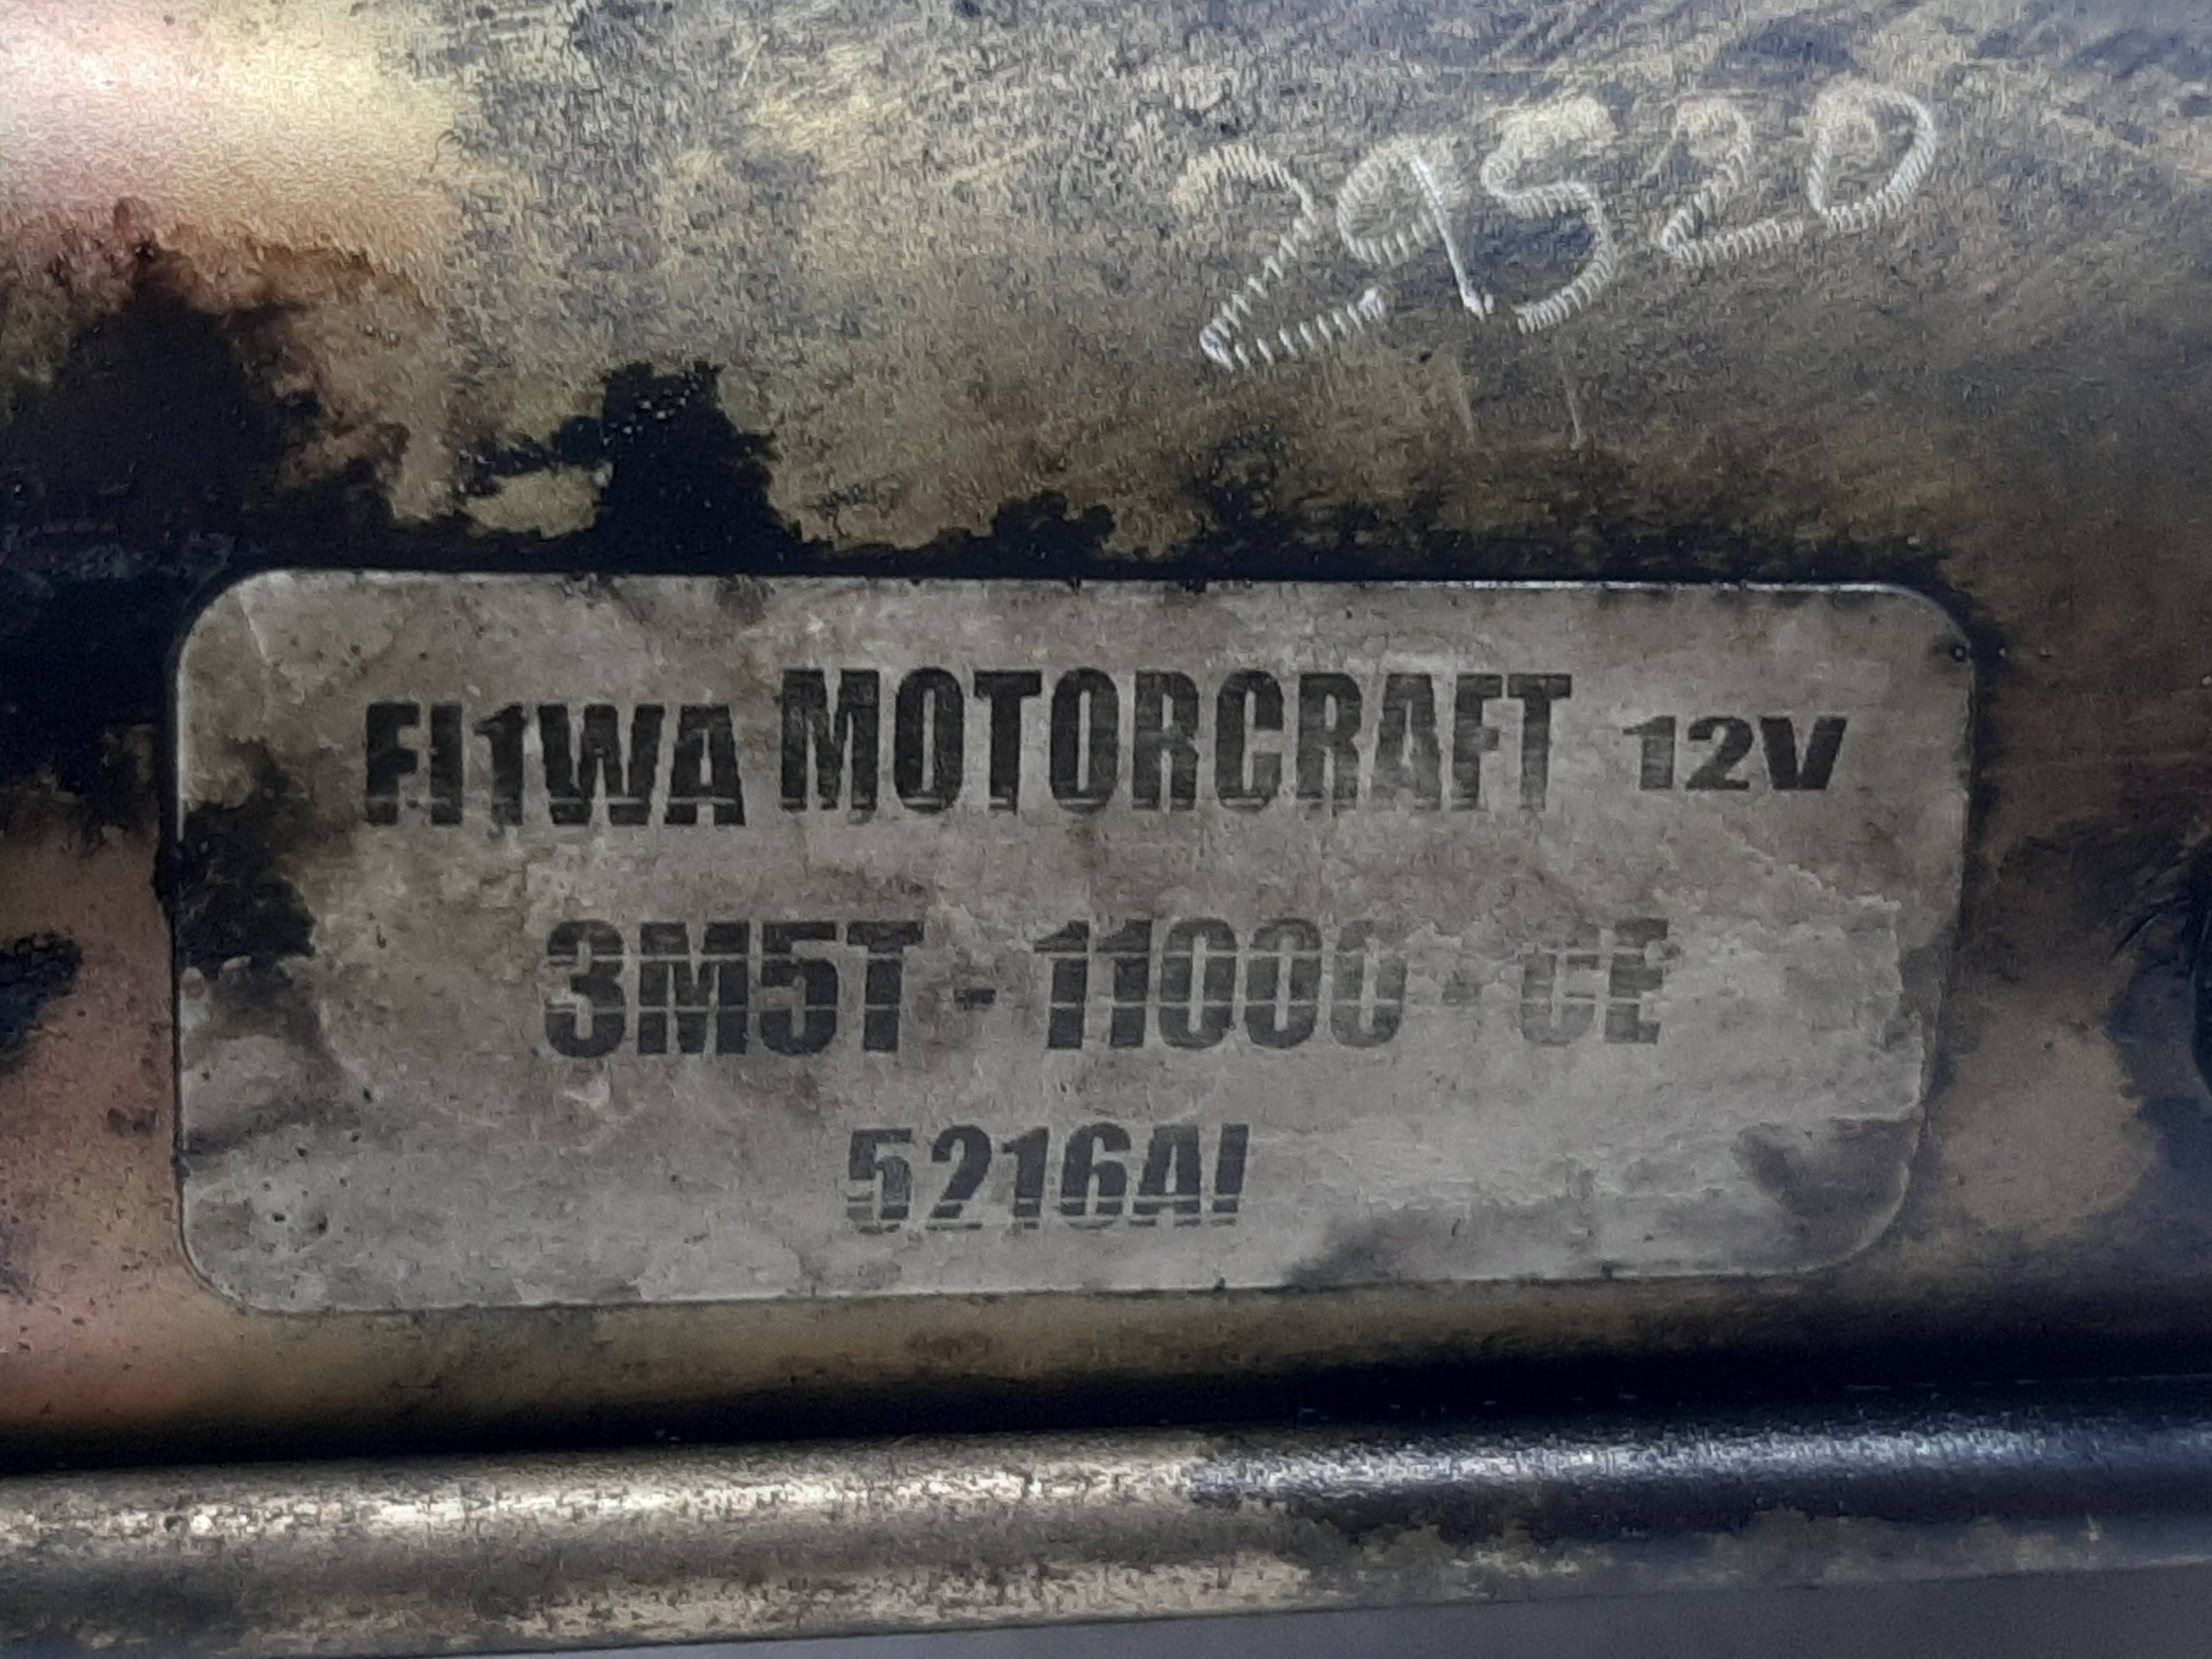 29520
FI1WA MOTORCRAFT 12V
3M5T - 11000 - CE
5216AI